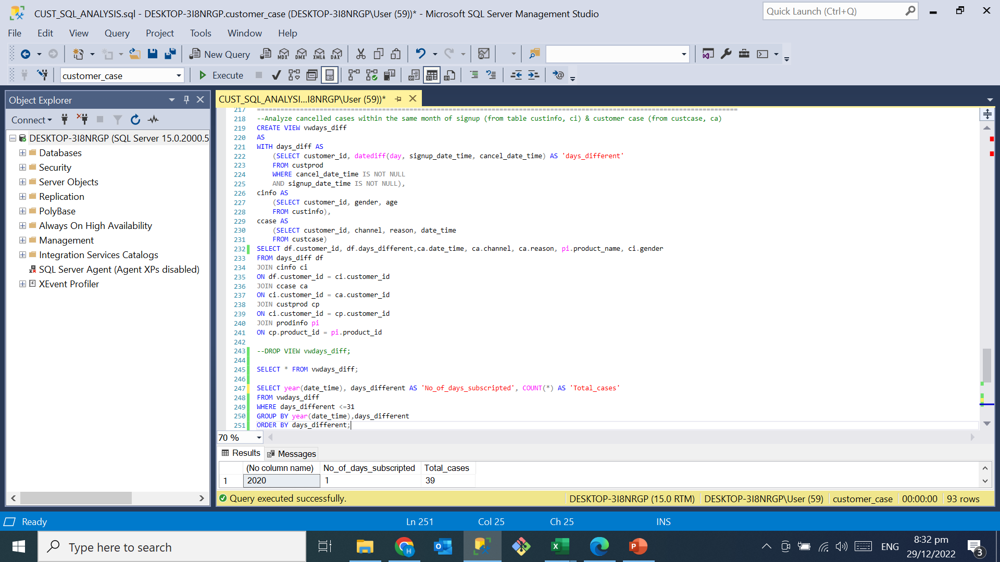 CUST_SQL_ANALYSIS.sql - DESKTOP-3I8NRGP.customer_case (DESKTOP-3I8NRGP\User (59))* - Microsoft SQL Server Management Studio
Quick Launch (Ctrl+Q)
File Edit View Query Project Tools Window Help
New Query MDX DMX XMLA DAX
customer_case Execute
Object Explorer
Connect
DESKTOP-3I8NRGP (SQL Server 15.0.2000.5
Databases
Security
Server Objects
Replication
PolyBase
Always On High Availability
Management
Integration Services Catalogs
SQL Server Agent (Agent XPs disabled)
XEvent Profiler
CUST_SQL_ANALYSI...I8NRGP\User (59))*
217
218 --Analyze cancelled cases within the same month of signup (from table custinfo, ci) & customer case (from custcase, ca)
219 CREATE VIEW vwdays_diff
220 AS
221 WITH days_diff AS
222 (SELECT customer_id, datediff(day, signup_date_time, cancel_date_time) AS 'days_different'
223 FROM custprod
224 WHERE cancel_date_time IS NOT NULL
225 AND signup_date_time IS NOT NULL),
226 cinfo AS
227 (SELECT customer_id, gender, age
228 FROM custinfo),
229 ccase AS
230 (SELECT customer_id, channel, reason, date_time
231 FROM custcase)
232 SELECT df.customer_id, df.days_different,ca.date_time, ca.channel, ca.reason, pi.product_name, ci.gender
233 FROM days_diff df
234 JOIN cinfo ci
235 ON df.customer_id = ci.customer_id
236 JOIN ccase ca
237 ON ci.customer_id = ca.customer_id
238 JOIN custprod cp
239 ON ci.customer_id = cp.customer_id
240 JOIN prodinfo pi
241 ON cp.product_id = pi.product_id
242
243 --DROP VIEW vwdays_diff;
244
245 SELECT * FROM vwdays_diff;
246
247 SELECT year(date_time), days_different AS 'No_of_days_subscripted', COUNT(*) AS 'Total_cases'
248 FROM vwdays_diff
249 WHERE days_different <=31
250 GROUP BY year(date_time),days_different
251 ORDER BY days_different;
70 %
Results Messages
(No column name) No_of_days_subscripted Total_cases
1 2020 1 39
Query executed successfully. DESKTOP-3I8NRGP (15.0 RTM) DESKTOP-3I8NRGP\User (59) customer_case 00:00:00 93 rows
Ready Ln 251 Col 25 Ch 25 INS
Type here to search
ENG
8:32 pm
29/12/2022
3